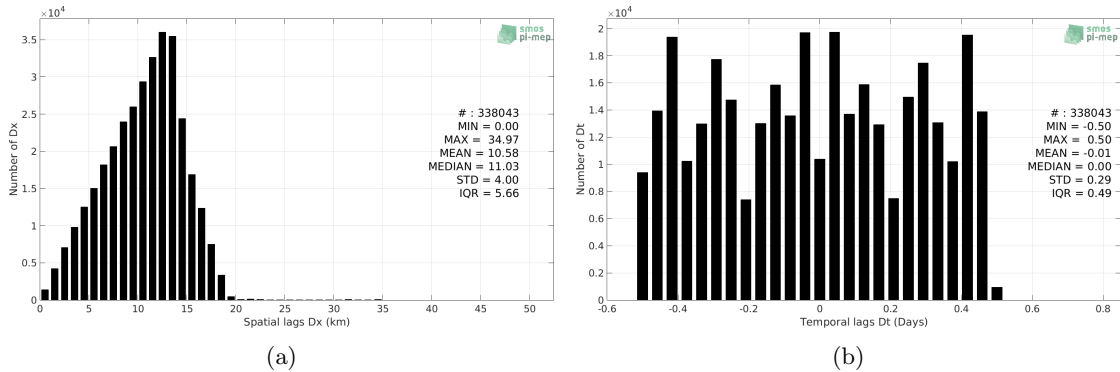 ×10⁴
3.5
3
2.5
2
1.5
1
0.5
0
Number of Dx
smos
pi-mep
# : 338043
MIN = 0.00
MAX = 34.97
MEAN = 10.58
MEDIAN = 11.03
STD = 4.00
IQR = 5.66
0 5 10 15 20 25 30 35 40 45 50
Spatial lags Dx (km)
(a)
×10⁴
2
1.8
1.6
1.4
1.2
1
0.8
0.6
0.4
0.2
0
Number of Dt
smos
pi-mep
# : 338043
MIN = -0.50
MAX = 0.50
MEAN = -0.01
MEDIAN = 0.00
STD = 0.29
IQR = 0.49
-0.6 -0.4 -0.2 0 0.2 0.4 0.6 0.8
Temporal lags Dt (Days)
(b)